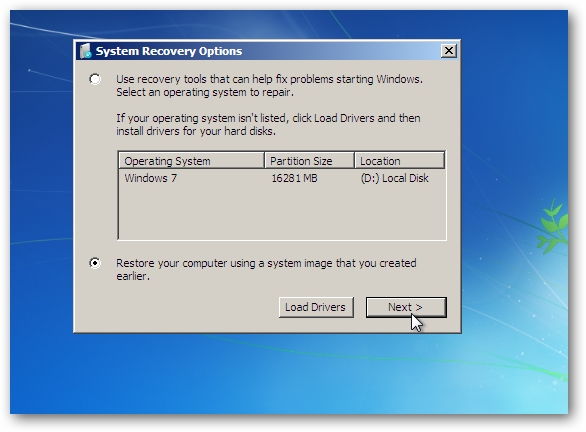 System Recovery Options
Use recovery tools that can help fix problems starting Windows.
Select an operating system to repair.
If your operating system isn't listed, click Load Drivers and then
install drivers for your hard disks.
Operating System Partition Size Location
Windows 7 16281 MB (D:) Local Disk
Restore your computer using a system image that you created
earlier.
Load Drivers Next >